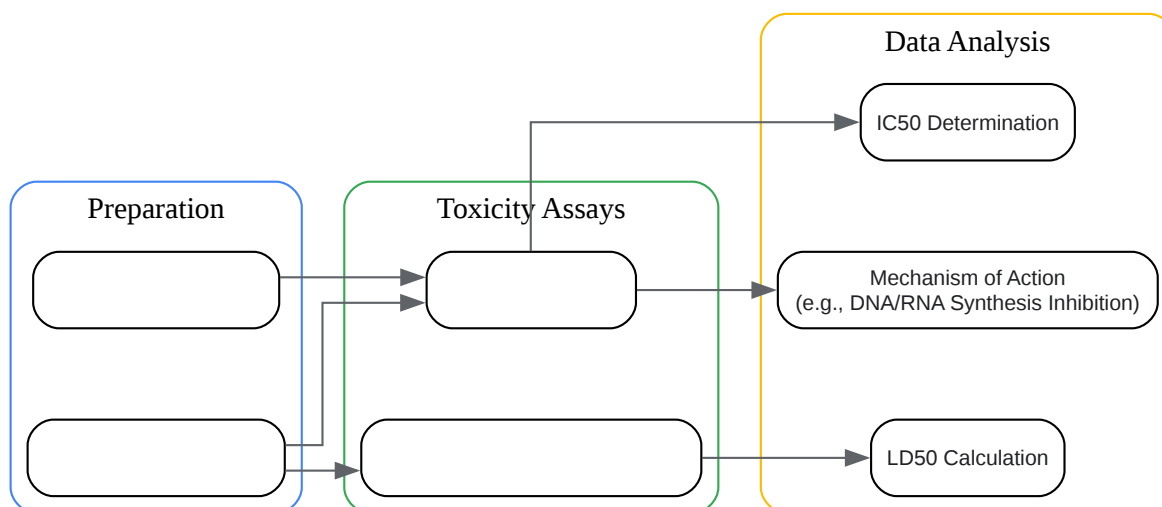 Data Analysis
IC50 Determination
Preparation
Toxicity Assays
Mechanism of Action
(e.g., DNA/RNA Synthesis Inhibition)
LD50 Calculation